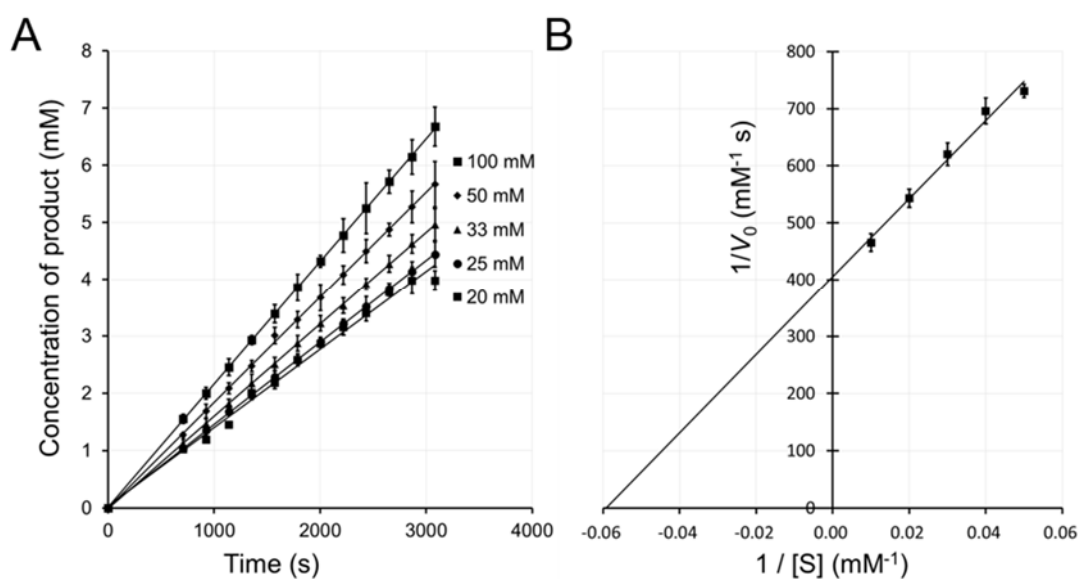 A
Concentration of product (mM)
8
7
6
5
4
3
2
1
0
0 1000 2000 3000 4000
Time (s)
100 mM
50 mM
33 mM
25 mM
20 mM
B
1/V₀ (mM⁻¹ s)
800
700
600
500
400
300
200
100
0
-0.06 -0.04 -0.02 0.00 0.02 0.04 0.06
1 / [S] (mM⁻¹)